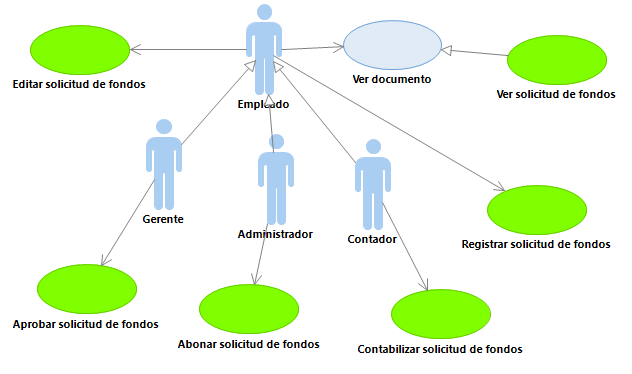 Editar solicitud de fondos
Empleado
Ver documento
Ver solicitud de fondos
Gerente
Administrador
Contador
Registrar solicitud de fondos
Aprobar solicitud de fondos
Abonar solicitud de fondos
Contabilizar solicitud de fondos